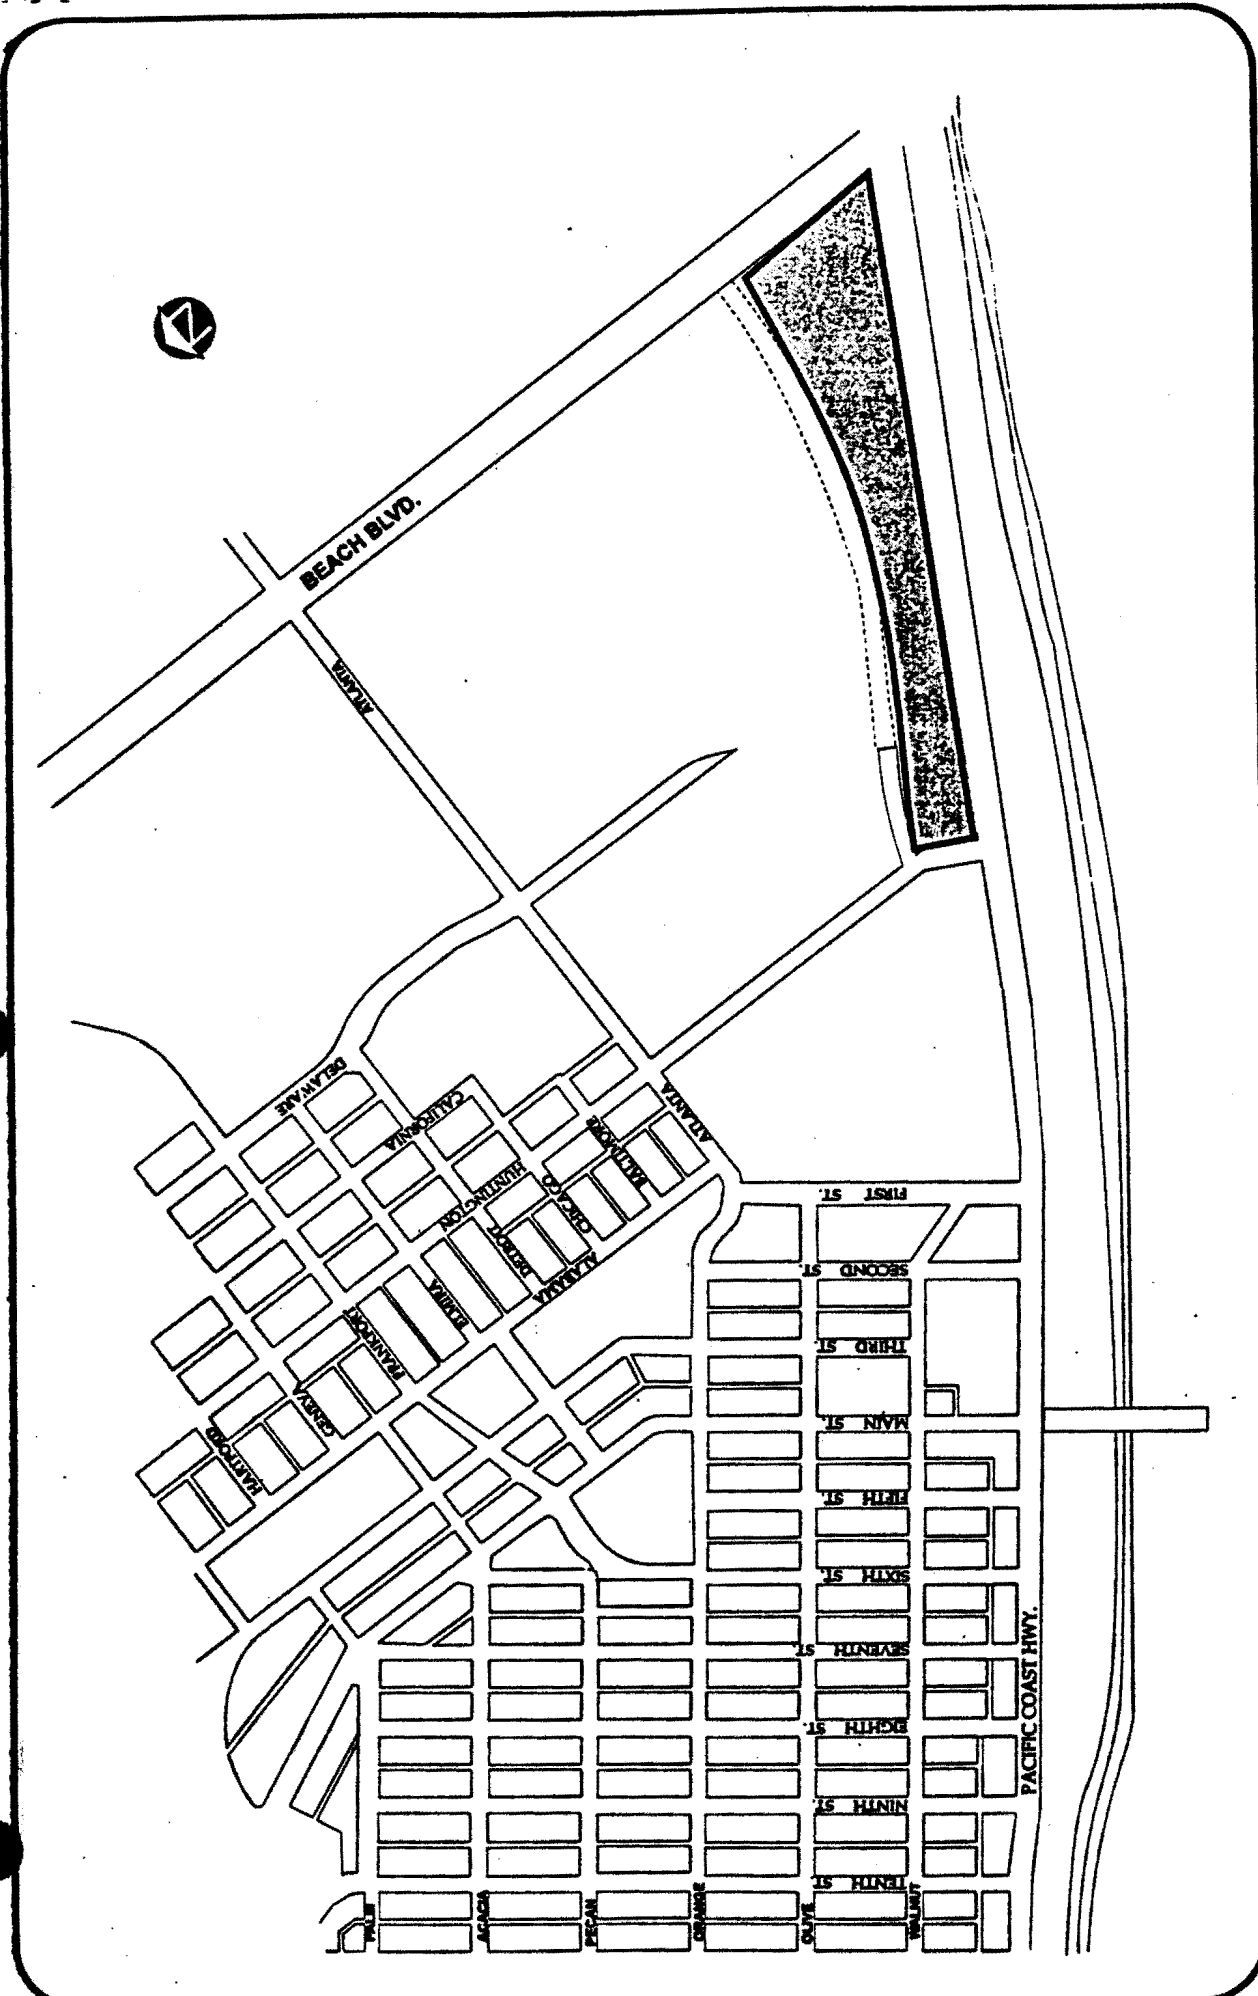 BEACH BLVD.
ATLANTA
DELAWARE
CALIFORNIA
ATLANTA
BALTIMORE
HUNTINGTON
CHICAGO
DETROIT
ALABAMA
ELMIRA
FRANKFORT
GENEVA
HARTFORD
FIRST ST.
SECOND ST.
THIRD ST.
MAIN ST.
FIFTH ST.
SIXTH ST.
SEVENTH ST.
EIGHTH ST.
NINTH ST.
TENTH ST.
PACIFIC COAST HWY.
PALM
ACACIA
PECAN
ORANGE
OLIVE
WALNUT